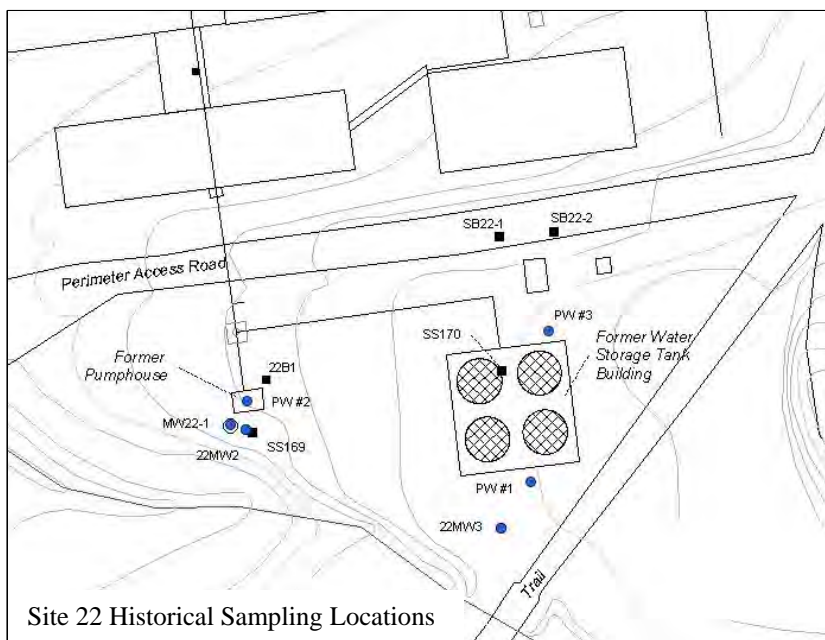 SB22-1
SB22-2
Perimeter Access Road
PW #3
SS170
Former Water
Storage Tank
Building
Former
Pumphouse
22B1
PW #2
MW22-1
SS169
22MW2
PW #1
22MW3
Trail
Site 22 Historical Sampling Locations